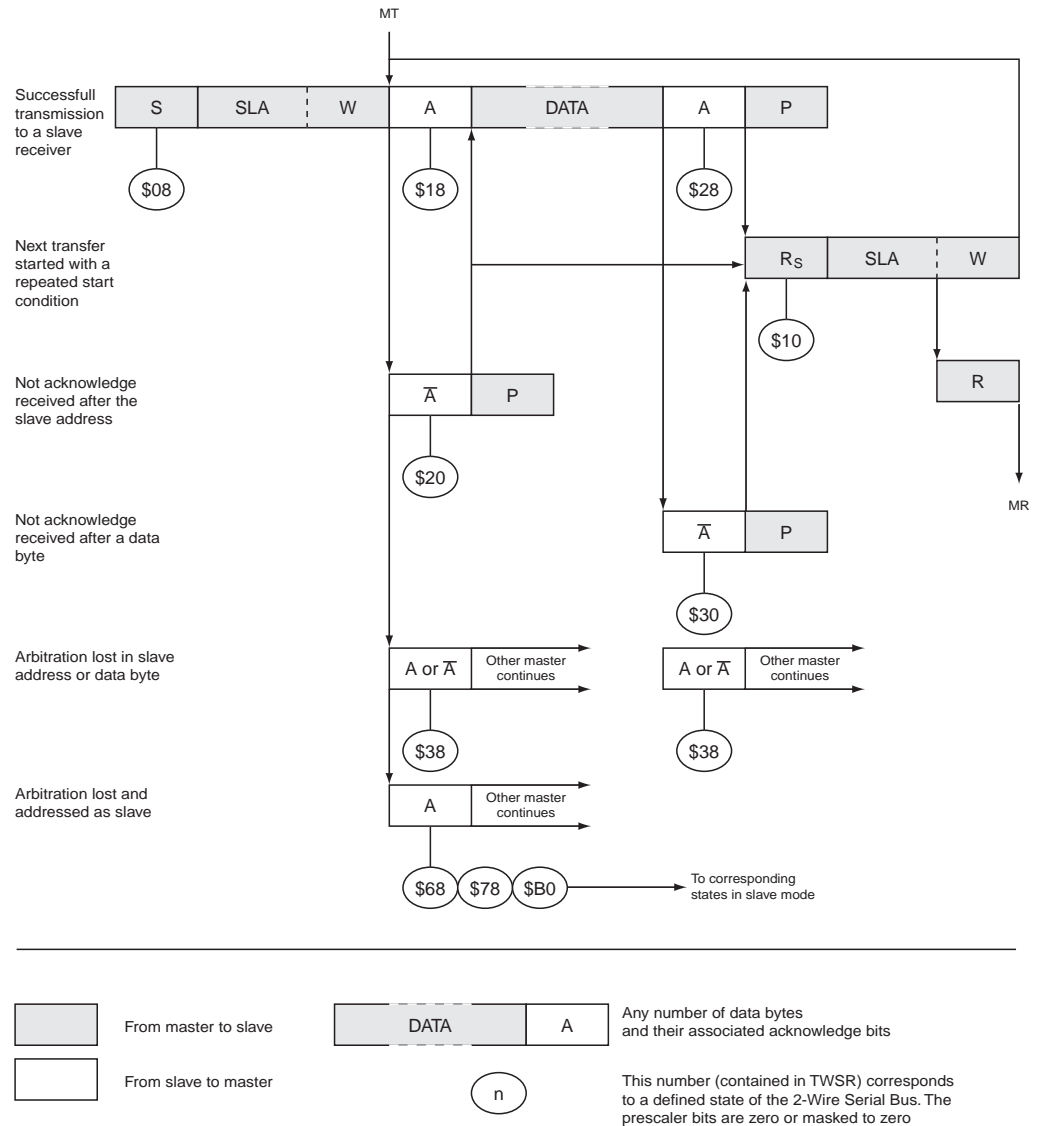 MT
Successfull
transmission
to a slave
receiver
S SLA W A DATA A P
$08 $18 $28
Next transfer
started with a
repeated start
condition
RS SLA W
$10
Not acknowledge
received after the
slave address
A̅ P
R
$20
MR
Not acknowledge
received after a data
byte
A̅ P
$30
Arbitration lost in slave
address or data byte
A or A̅
Other master
continues
A or A̅
Other master
continues
$38 $38
Arbitration lost and
addressed as slave
A
Other master
continues
$68 $78 $B0
To corresponding
states in slave mode
From master to slave
DATA A
Any number of data bytes
and their associated acknowledge bits
From slave to master
n
This number (contained in TWSR) corresponds
to a defined state of the 2-Wire Serial Bus. The
prescaler bits are zero or masked to zero